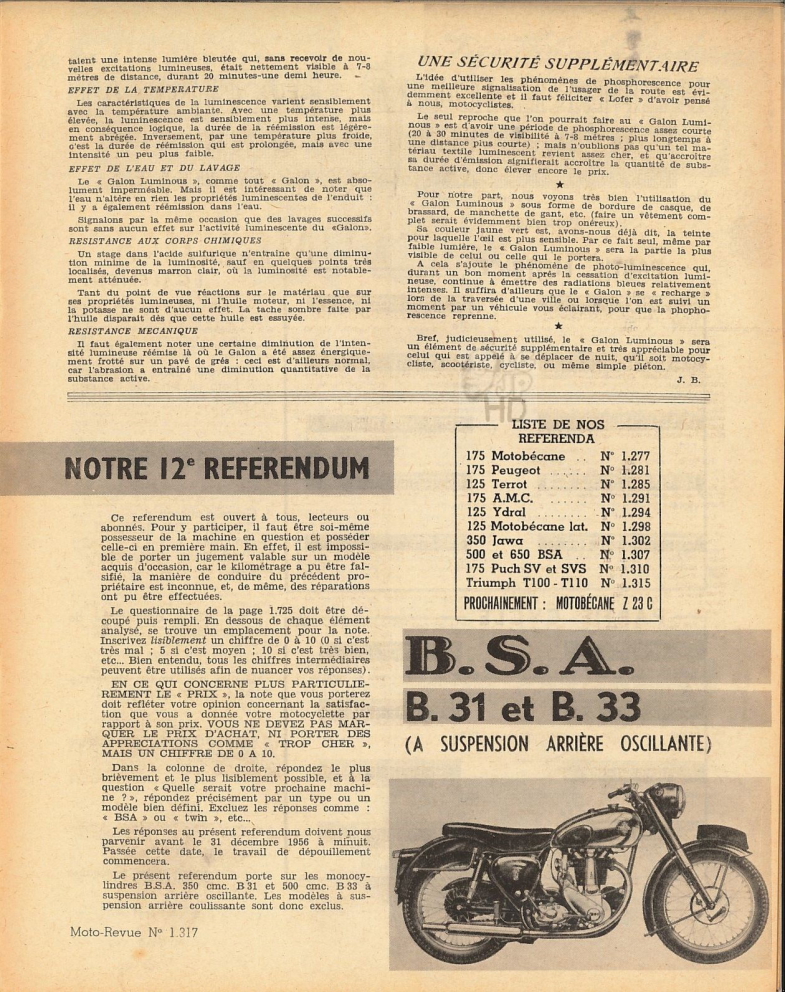 taient une intense lumière bleutée qui, sans recevoir de nou-
velles excitations lumineuses, était nettement visible à 7-8
mètres de distance, durant 20 minutes-une demi heure.
EFFET DE LA TEMPERATURE
Les caractéristiques de la luminescence varient sensiblement
avec la température ambiante. Avec une température plus
élevée, la luminescence est sensiblement plus intense, mais
en conséquence logique, la durée de la réémission est légère-
ment abrégée. Inversement, par une température plus froide,
c'est la durée de réémission qui est prolongée, mais avec une
intensité un peu plus faible.
EFFET DE L'EAU ET DU LAVAGE
Le « Galon Luminous », comme tout « Galon », est abso-
lument imperméable. Mais il est intéressant de noter que
l'eau n'altère en rien les propriétés luminescentes de l'enduit :
il y a également réémission dans l'eau.
Signalons par la même occasion que des lavages successifs
sont sans aucun effet sur l'activité luminescente du «Galon».
RESISTANCE AUX CORPS CHIMIQUES
Un stage dans l'acide sulfurique n'entraîne qu'une diminu-
tion minime de la luminosité, sauf en quelques points très
localisés, devenus marron clair, où la luminosité est notable-
ment atténuée.
Tant du point de vue réactions sur le matériau que sur
ses propriétés lumineuses, ni l'huile moteur, ni l'essence, ni
la potasse ne sont d'aucun effet. La tache sombre faite par
l'huile disparaît dès que cette huile est essuyée.
RESISTANCE MECANIQUE
Il faut également noter une certaine diminution de l'inten-
sité lumineuse réémise là où le Galon a été assez énergique-
ment frotté sur un pavé de grès : ceci est d'ailleurs normal,
car l'abrasion a entraîné une diminution quantitative de la
substance active.
UNE SÉCURITÉ SUPPLÉMENTAIRE
L'idée d'utiliser les phénomènes de phosphorescence pour
une meilleure signalisation de l'usager de la route est évi-
demment excellente et il faut féliciter « Lofer » d'avoir pensé
à nous, motocyclistes.
Le seul reproche que l'on pourrait faire au « Galon Lumi-
nous » est d'avoir une période de phosphorescence assez courte
(20 à 30 minutes de visibilité à 7-8 mètres ; plus longtemps à
une distance plus courte) ; mais n'oublions pas qu'un tel ma-
tériau textile luminescent revient assez cher, et qu'accroître
sa durée d'émission signifierait accroître la quantité de subs-
tance active, donc élever encore le prix.
★
Pour notre part, nous voyons très bien l'utilisation du
« Galon Luminous » sous forme de bordure de casque, de
brassard, de manchette de gant, etc. (faire un vêtement com-
plet serait évidemment bien trop onéreux).
Sa couleur jaune vert est, avons-nous déjà dit, la teinte
pour laquelle l'œil est plus sensible. Par ce fait seul, même par
faible lumière, le « Galon Luminous » sera la partie la plus
visible de celui ou celle qui le portera.
A cela s'ajoute le phénomène de photo-luminescence qui,
durant un bon moment après la cessation d'excitation lumi-
neuse, continue à émettre des radiations bleues relativement
intenses. Il suffira d'ailleurs que le « Galon » se « recharge »
lors de la traversée d'une ville ou lorsque l'on est suivi un
moment par un véhicule vous éclairant, pour que la phospho-
rescence reprenne.
★
Bref, judicieusement utilisé, le « Galon Luminous » sera
un élément de sécurité supplémentaire et très appréciable pour
celui qui est appelé à se déplacer de nuit, qu'il soit motocy-
cliste, scootériste, cycliste, ou même simple piéton.
J. B.
HD
NOTRE 12e REFERENDUM
Ce referendum est ouvert à tous, lecteurs ou
abonnés. Pour y participer, il faut être soi-même
possesseur de la machine en question et posséder
celle-ci en première main. En effet, il est impossi-
ble de porter un jugement valable sur un modèle
acquis d'occasion, car le kilométrage a pu être fal-
sifié, la manière de conduire du précédent pro-
priétaire est inconnue, et, de même, des réparations
ont pu être effectuées.
Le questionnaire de la page 1.725 doit être dé-
coupé puis rempli. En dessous de chaque élément
analysé, se trouve un emplacement pour la note.
Inscrivez lisiblement un chiffre de 0 à 10 (0 si c'est
très mal ; 5 si c'est moyen ; 10 si c'est très bien,
etc... Bien entendu, tous les chiffres intermédiaires
peuvent être utilisés afin de nuancer vos réponses).
EN CE QUI CONCERNE PLUS PARTICULIE-
REMENT LE « PRIX », la note que vous porterez
doit refléter votre opinion concernant la satisfac-
tion que vous a donnée votre motocyclette par
rapport à son prix. VOUS NE DEVEZ PAS MAR-
QUER LE PRIX D'ACHAT, NI PORTER DES
APPRECIATIONS COMME « TROP CHER »,
MAIS UN CHIFFRE DE 0 A 10.
Dans la colonne de droite, répondez le plus
brièvement et le plus lisiblement possible, et à la
question « Quelle serait votre prochaine machi-
ne ? », répondez précisément par un type ou un
modèle bien défini. Excluez les réponses comme :
« BSA » ou « twin », etc...
Les réponses au présent referendum doivent nous
parvenir avant le 31 décembre 1956 à minuit.
Passée cette date, le travail de dépouillement
commencera.
Le présent referendum porte sur les monocy-
lindres B.S.A. 350 cmc. B 31 et 500 cmc. B 33 à
suspension arrière oscillante. Les modèles à sus-
pension arrière coulissante sont donc exclus.
LISTE DE NOS
REFERENDA
175 Motobécane .. N° 1.277
175 Peugeot ...... N° 1.281
125 Terrot ....... N° 1.285
175 A.M.C. ....... N° 1.291
125 Ydral ........ N° 1.294
125 Motobécane lat. N° 1.298
350 Jawa ......... N° 1.302
500 et 650 BSA .. N° 1.307
175 Puch SV et SVS N° 1.310
Triumph T100 - T110 N° 1.315
PROCHAINEMENT : MOTOBÉCANE Z 23 C
B.S.A.
B. 31 et B. 33
(A SUSPENSION ARRIÈRE OSCILLANTE)
Moto-Revue N° 1.317